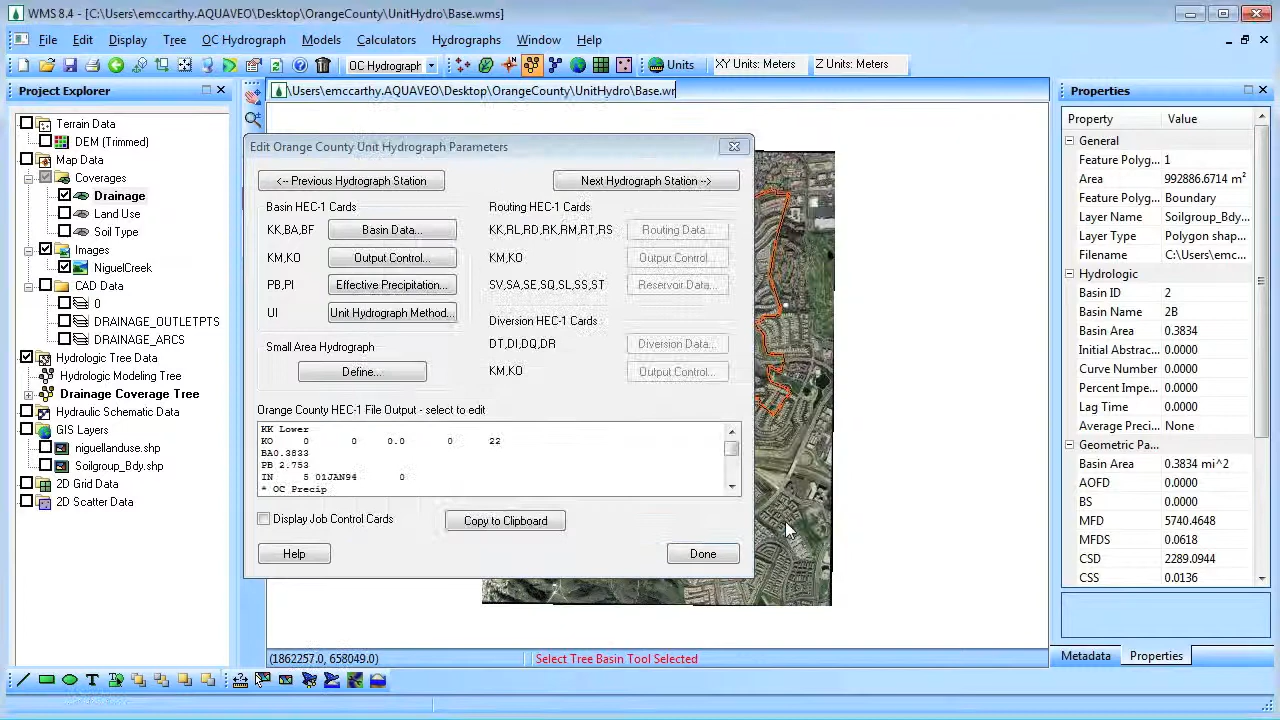 WMS 8.4 - [C:\Users\emccarthy.AQUAVEO\Desktop\OrangeCounty\UnitHydro\Base.wms]
File Edit Display Tree OC Hydrograph Models Calculators Hydrographs Window Help
OC Hydrograph Units XY Units: Meters Z Units: Meters
Project Explorer
\Users\emccarthy.AQUAVEO\Desktop\OrangeCounty\UnitHydro\Base.wr
Properties
Terrain Data
DEM (Trimmed)
Map Data
Coverages
Drainage
Land Use
Soil Type
Images
NiguelCreek
CAD Data
0
DRAINAGE_OUTLETPTS
DRAINAGE_ARCS
Hydrologic Tree Data
Hydrologic Modeling Tree
Drainage Coverage Tree
Hydraulic Schematic Data
GIS Layers
niguellanduse.shp
Soilgroup_Bdy.shp
2D Grid Data
2D Scatter Data
Edit Orange County Unit Hydrograph Parameters
<-- Previous Hydrograph Station Next Hydrograph Station -->
Basin HEC-1 Cards Routing HEC-1 Cards
KK,BA,BF Basin Data... KK,RL,RD,RK,RM,RT,RS Routing Data...
KM,KO Output Control... KM,KO Output Control...
PB,PI Effective Precipitation... SV,SA,SE,SQ,SL,SS,ST Reservoir Data...
UI Unit Hydrograph Method... Diversion HEC-1 Cards
Small Area Hydrograph DT,DI,DQ,DR Diversion Data...
Define... KM,KO Output Control...
Orange County HEC-1 File Output - select to edit
KK Lower
KO 0 0 0.0 0 22
BA0.3833
PB 2.753
IN 5 01JAN94 0
* OC Precip
Display Job Control Cards Copy to Clipboard
Help Done
Property Value
General
Feature Polyg... 1
Area 992886.6714 m²
Feature Polyg... Boundary
Layer Name Soilgroup_Bdy...
Layer Type Polygon shap...
Filename C:\Users\emc...
Hydrologic
Basin ID 2
Basin Name 2B
Basin Area 0.3834
Initial Abstrac... 0.0000
Curve Number 0.0000
Percent Impe... 0.0000
Lag Time 0.0000
Average Preci... None
Geometric Pa...
Basin Area 0.3834 mi^2
AOFD 0.0000
BS 0.0000
MFD 5740.4648
MFDS 0.0618
CSD 2289.0944
CSS 0.0136
Metadata Properties
(1862257.0, 658049.0) Select Tree Basin Tool Selected